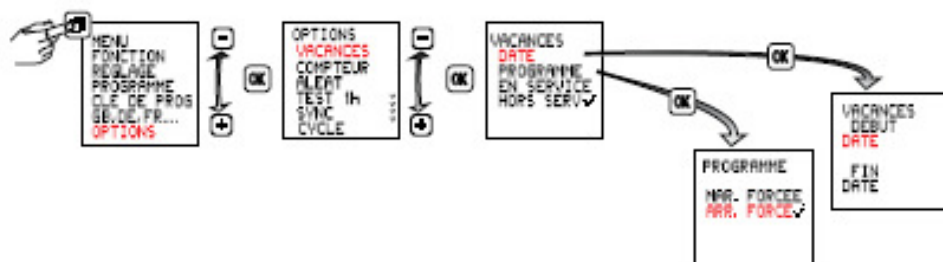 MENU
FONCTION
REGLAGE
PROGRAMME
CLE DE PROG
GB.DE.FR...
OPTIONS
OK
OPTIONS
VACANCES
COMPTEUR
ALEAT
TEST 1h
SYNC
CYCLE
OK
VACANCES
DATE
PROGRAMME
EN SERVICE
HORS SERV✓
OK
OK
PROGRAMME
MAR. FORCEE
ARR. FORCE✓
VACANCES
DEBUT
DATE
FIN
DATE